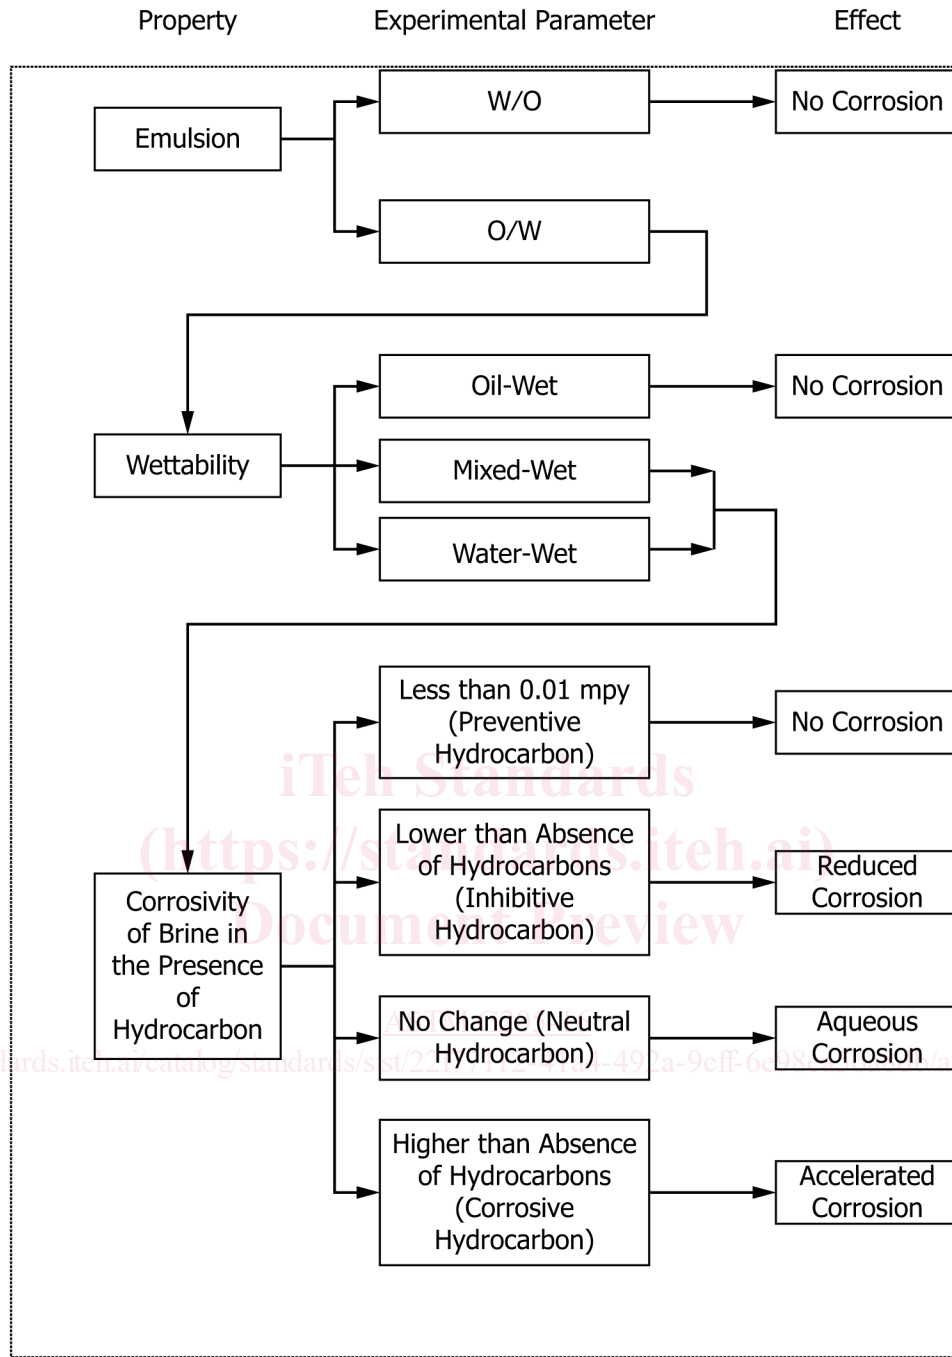 Property Experimental Parameter Effect
W/O
No Corrosion
Emulsion
O/W
Oil-Wet
No Corrosion
Wettability
Mixed-Wet
Water-Wet
Less than 0.01 mpy
(Preventive
Hydrocarbon)
No Corrosion
iTeh Standards
(https://standards.iteh.ai)
Document Preview
Lower than Absence
of Hydrocarbons
(Inhibitive
Hydrocarbon)
Reduced
Corrosion
Corrosivity
of Brine in
the Presence
of
Hydrocarbon
No Change (Neutral
Hydrocarbon)
Aqueous
Corrosion
Higher than Absence
of Hydrocarbons
(Corrosive
Hydrocarbon)
Accelerated
Corrosion